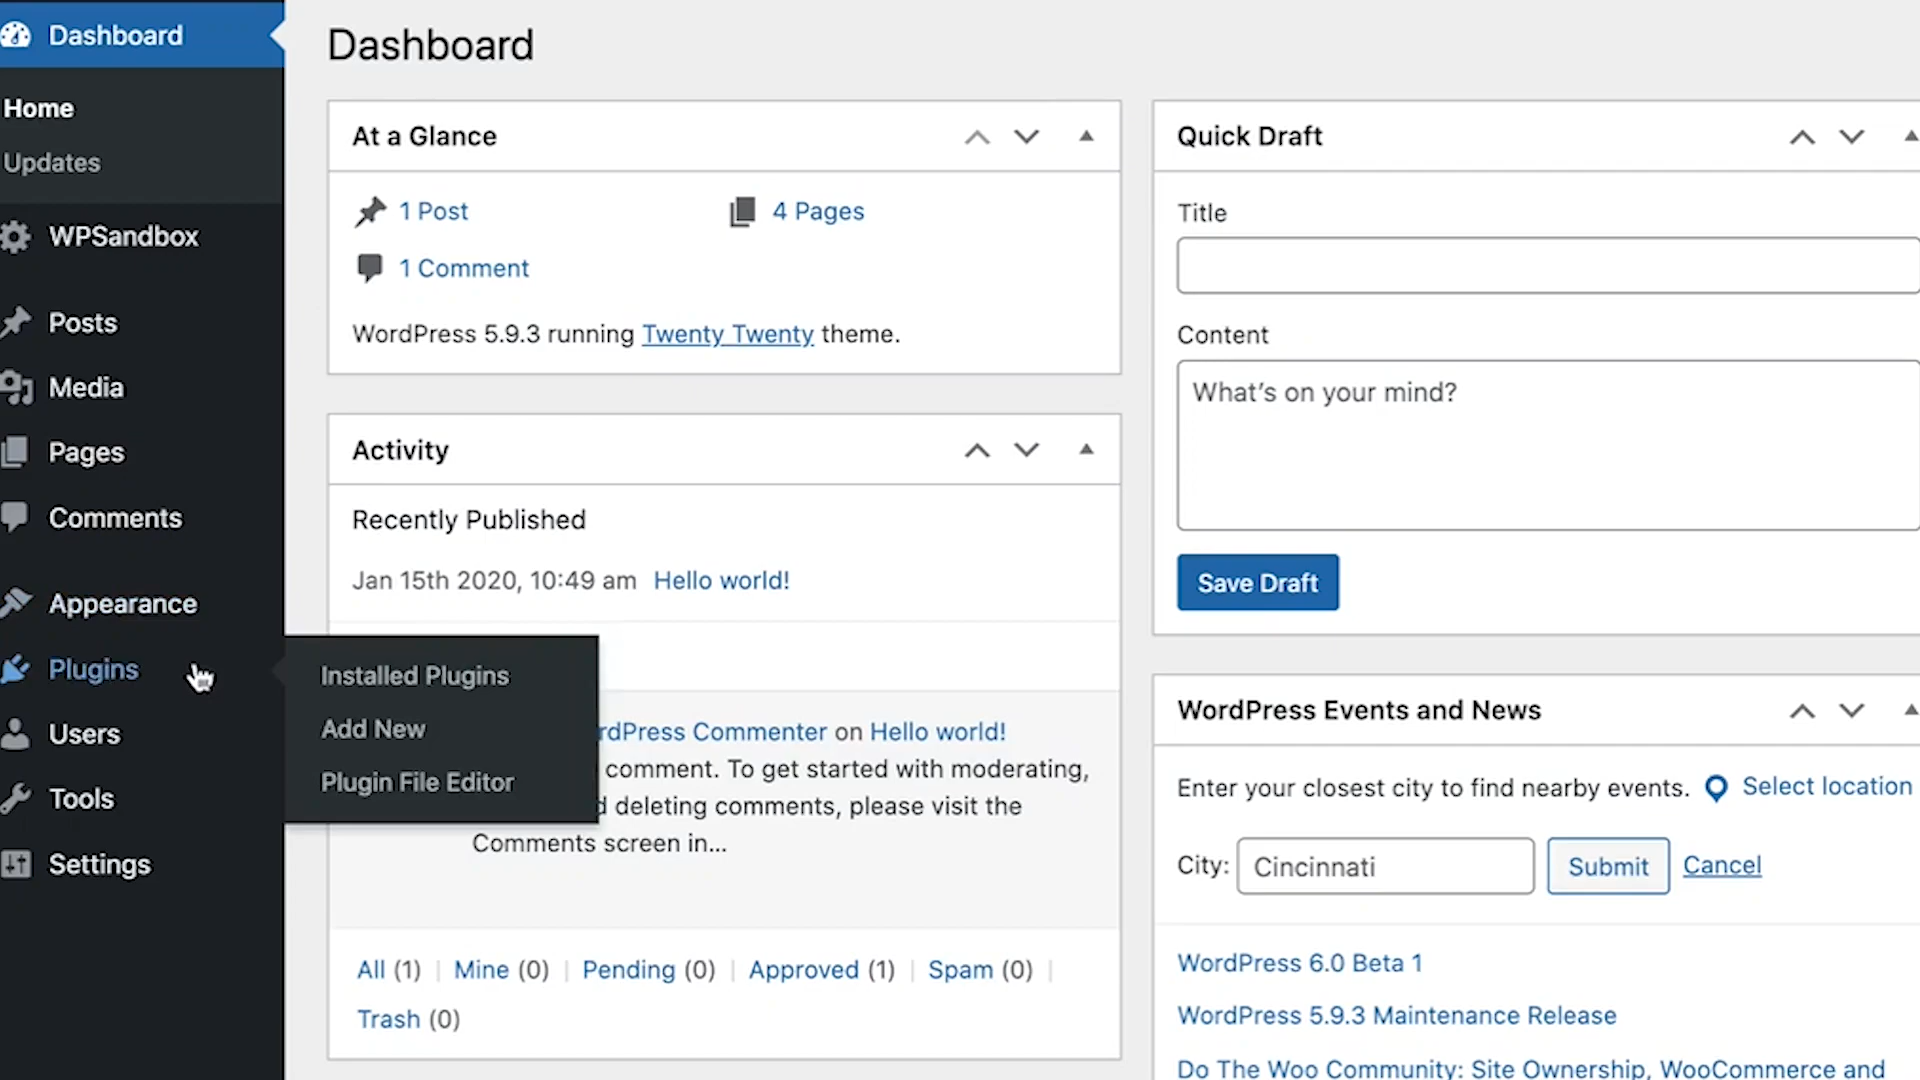 Dashboard
Home
Updates
WPSandbox
Posts
Media
Pages
Comments
Appearance
Plugins
Users
Tools
Settings
Installed Plugins
Add New
Plugin File Editor
Dashboard
At a Glance
1 Post
4 Pages
1 Comment
WordPress 5.9.3 running Twenty Twenty theme.
Activity
Recently Published
Jan 15th 2020, 10:49 am Hello world!
rdPress Commenter on Hello world!
comment. To get started with moderating,
d deleting comments, please visit the
Comments screen in...
All (1) | Mine (0) | Pending (0) | Approved (1) | Spam (0) |
Trash (0)
Quick Draft
Title
Content
What's on your mind?
Save Draft
WordPress Events and News
Enter your closest city to find nearby events. Select location
City: Cincinnati Submit Cancel
WordPress 6.0 Beta 1
WordPress 5.9.3 Maintenance Release
Do The Woo Community: Site Ownership, WooCommerce and